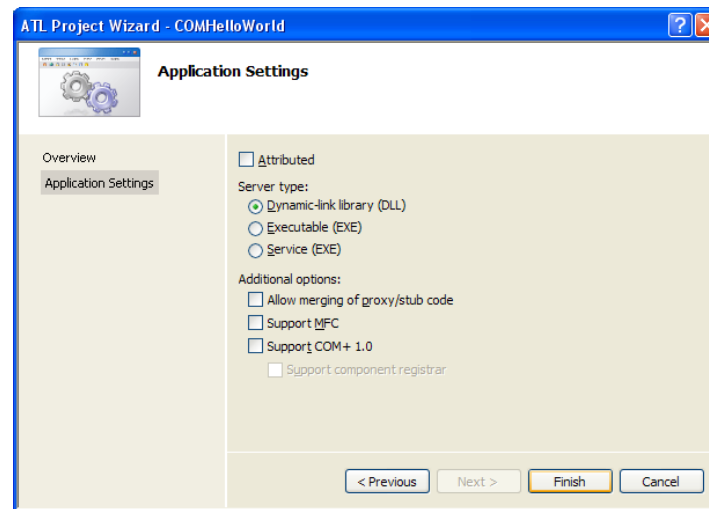 ATL Project Wizard - COMHelloWorld
Application Settings
Overview
Application Settings
Attributed
Server type:
Dynamic-link library (DLL)
Executable (EXE)
Service (EXE)
Additional options:
Allow merging of proxy/stub code
Support MFC
Support COM+ 1.0
Support component registrar
< Previous
Next >
Finish
Cancel